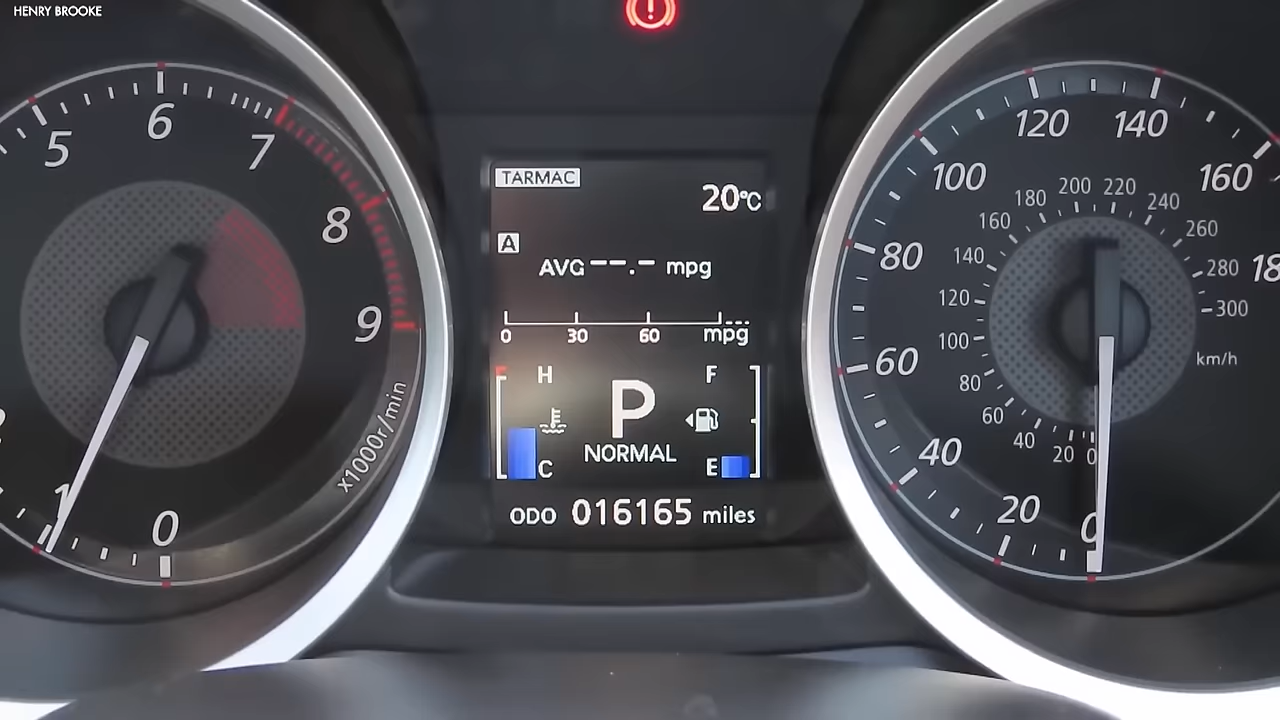 HENRY BROOKE
5
6
7
8
9
1
0
x1000r/min
TARMAC
20°C
A
AVG --.- mpg
0 30 60 mpg
H F
P
NORMAL
C E
ODO 016165 miles
0
20
40
60
80
100
120
140
160
0
20
40
60
80
100
120
140
160
180
200
220
240
260
280
300
km/h